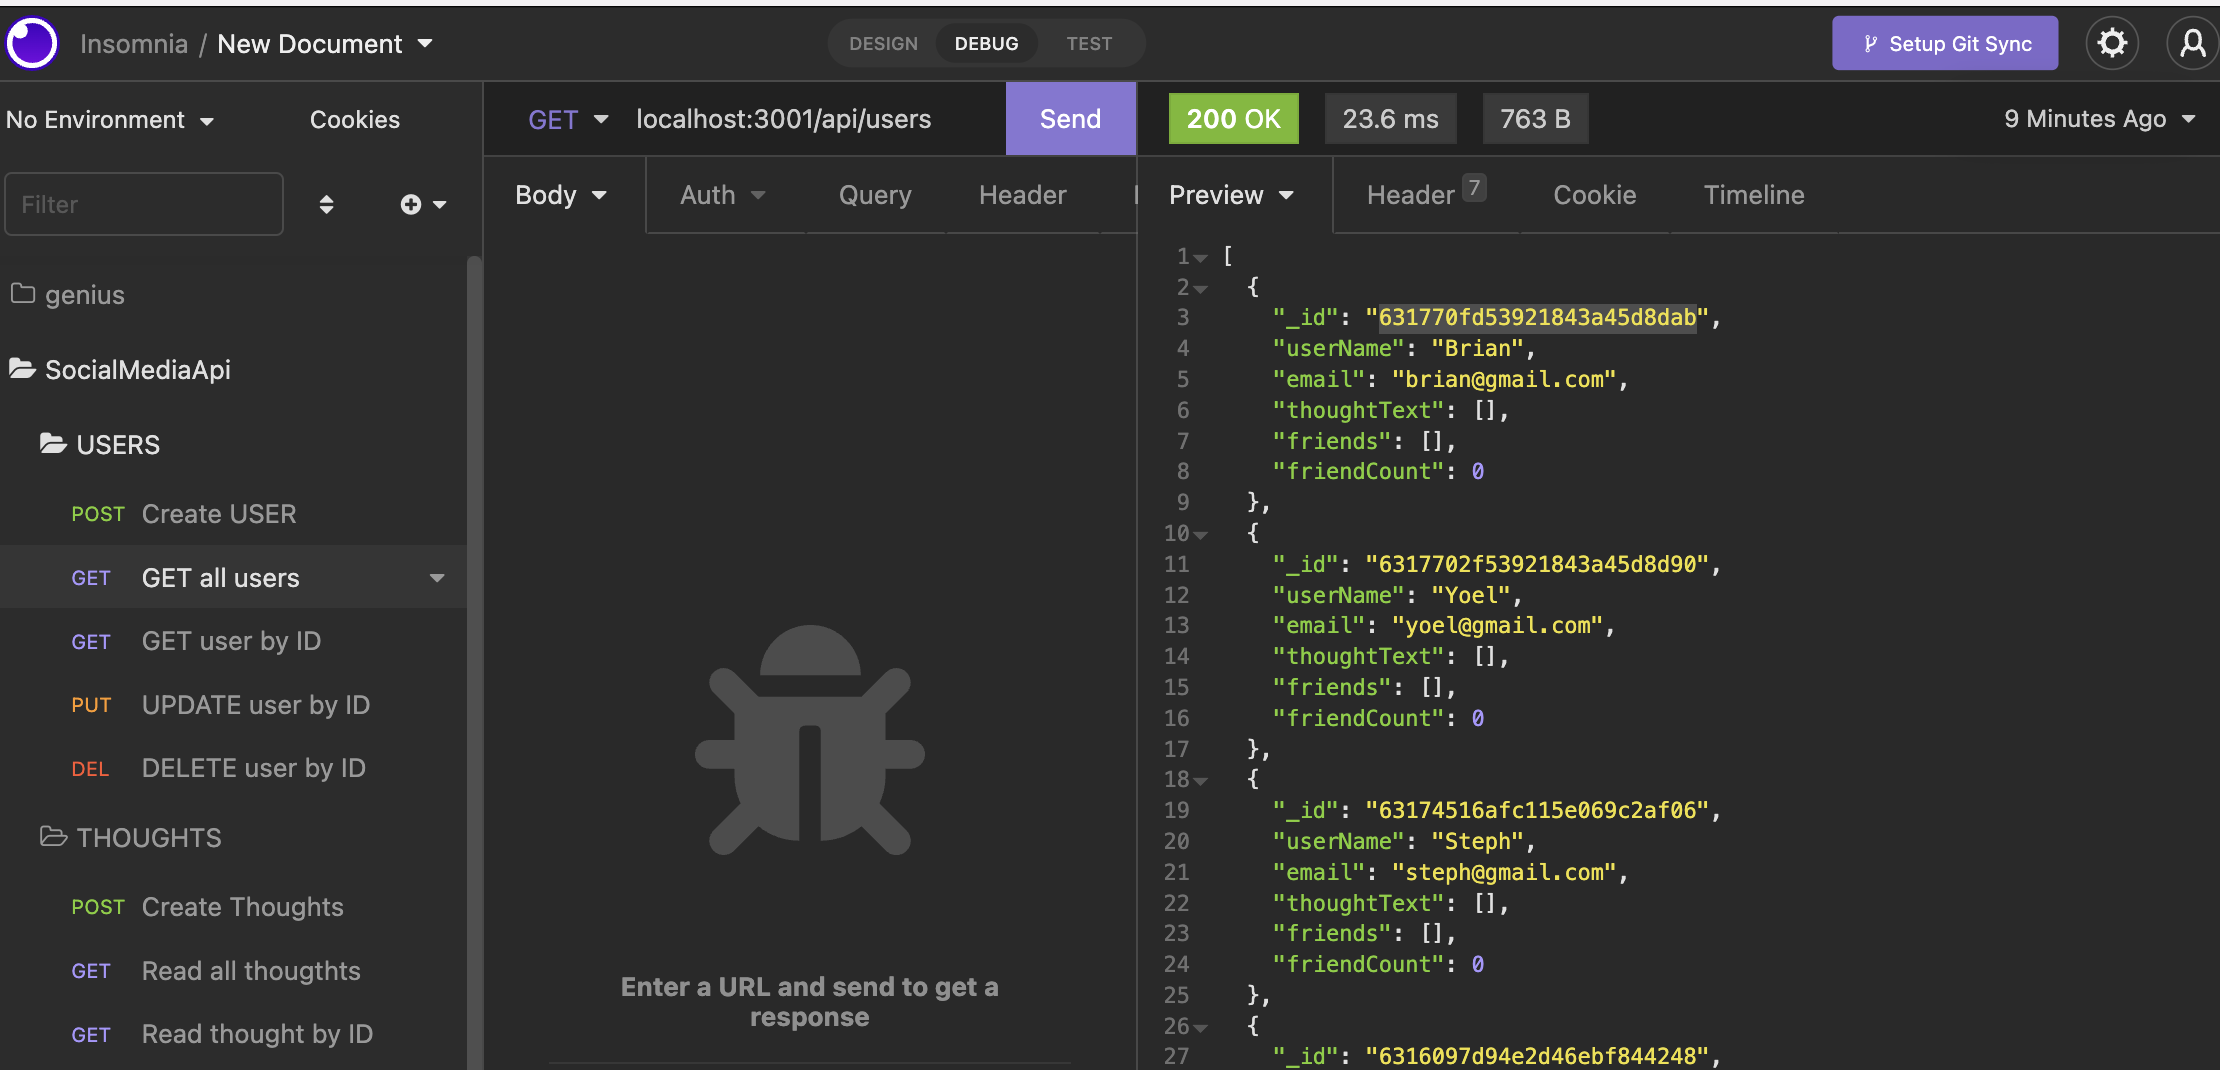 Insomnia / New Document
DESIGN DEBUG TEST
Setup Git Sync
No Environment Cookies
Filter
genius
SocialMediaApi
USERS
POST Create USER
GET GET all users
GET GET user by ID
PUT UPDATE user by ID
DEL DELETE user by ID
THOUGHTS
POST Create Thoughts
GET Read all thougthts
GET Read thought by ID
GET localhost:3001/api/users Send
Body Auth Query Header
Enter a URL and send to get a
response
200 OK 23.6 ms 763 B 9 Minutes Ago
Preview Header 7 Cookie Timeline
1 [
2 {
3 "_id": "631770fd53921843a45d8dab",
4 "userName": "Brian",
5 "email": "brian@gmail.com",
6 "thoughtText": [],
7 "friends": [],
8 "friendCount": 0
9 },
10 {
11 "_id": "6317702f53921843a45d8d90",
12 "userName": "Yoel",
13 "email": "yoel@gmail.com",
14 "thoughtText": [],
15 "friends": [],
16 "friendCount": 0
17 },
18 {
19 "_id": "63174516afc115e069c2af06",
20 "userName": "Steph",
21 "email": "steph@gmail.com",
22 "thoughtText": [],
23 "friends": [],
24 "friendCount": 0
25 },
26 {
27 "_id": "6316097d94e2d46ebf844248",